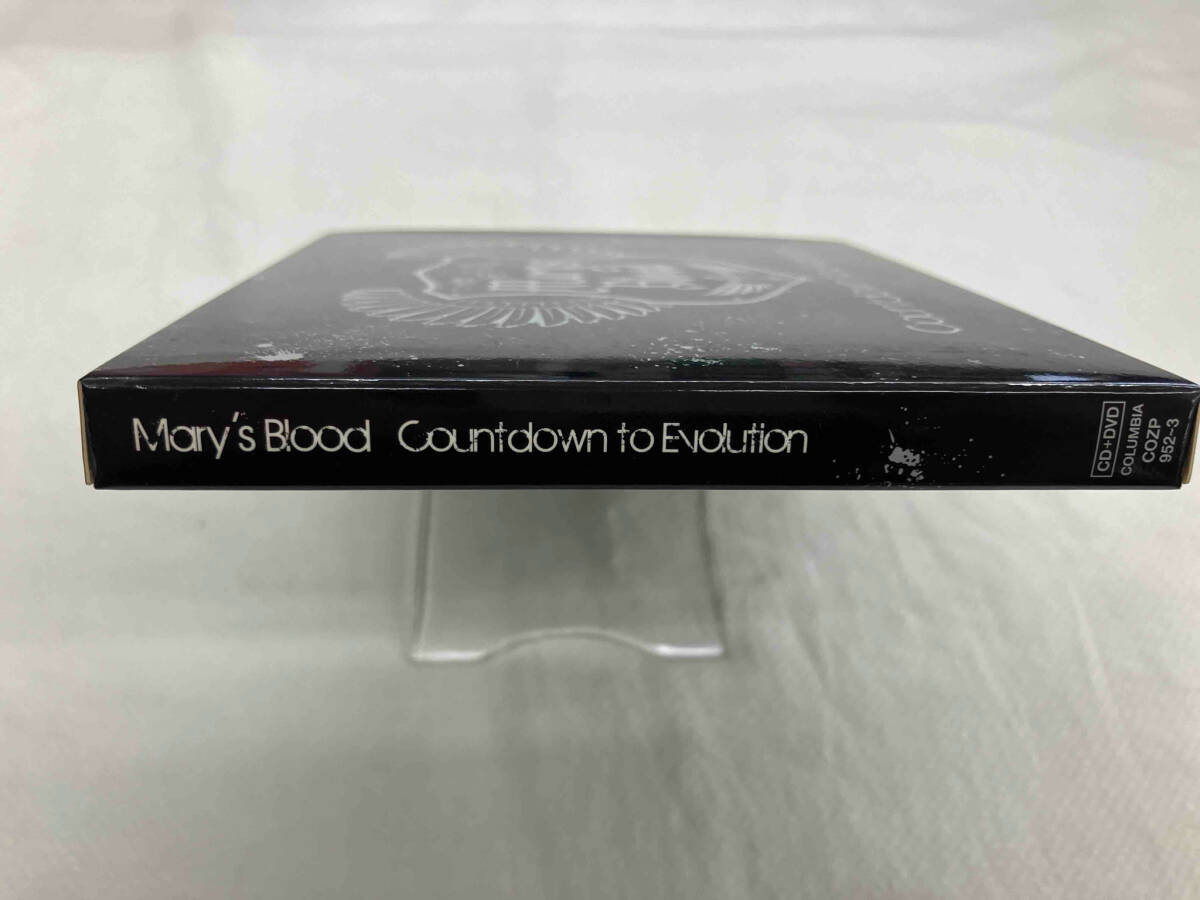 Mary's Blood Countdown to Evolution
CD+DVD
COLUMBIA
COZP
952-3